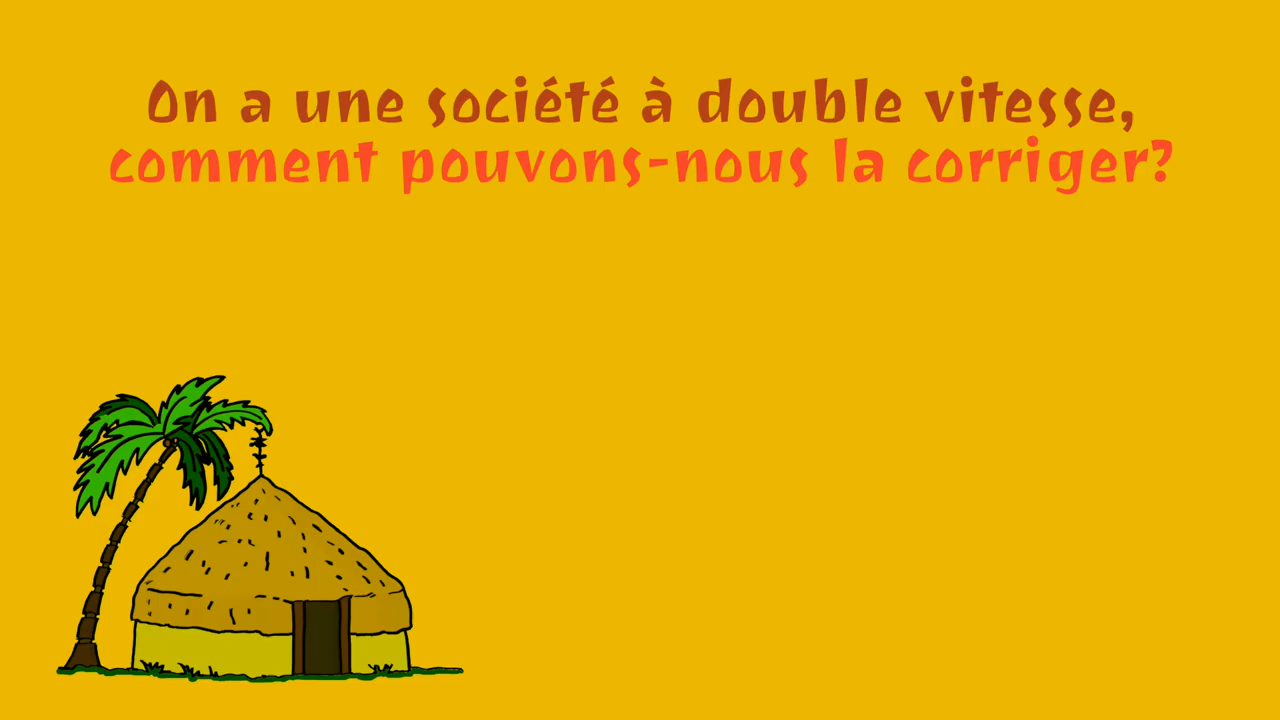 On a une société à double vitesse,
comment pouvons-nous la corriger?